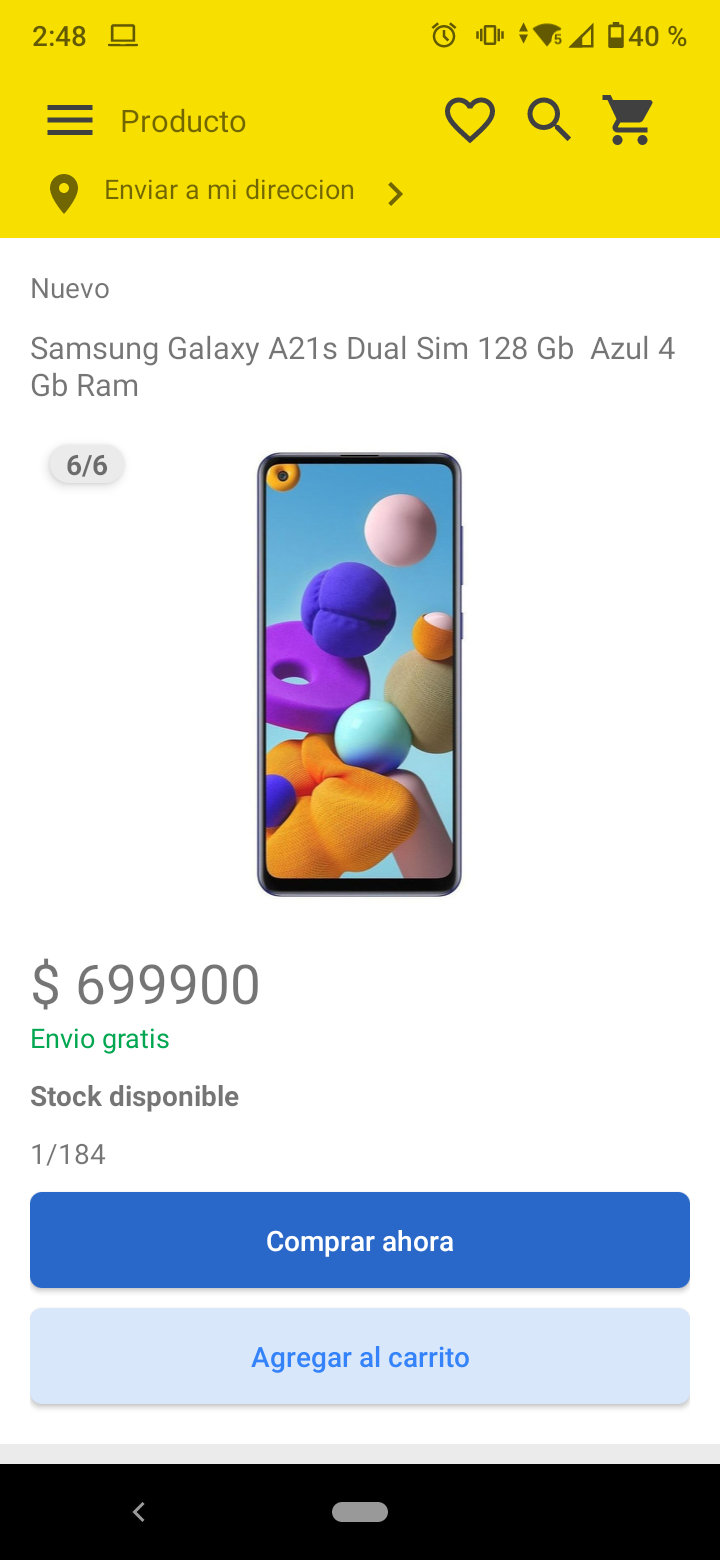 2:48
5
40 %
Producto
Enviar a mi direccion
Nuevo
Samsung Galaxy A21s Dual Sim 128 Gb  Azul 4
Gb Ram
6/6
$ 699900
Envio gratis
Stock disponible
1/184
Comprar ahora
Agregar al carrito